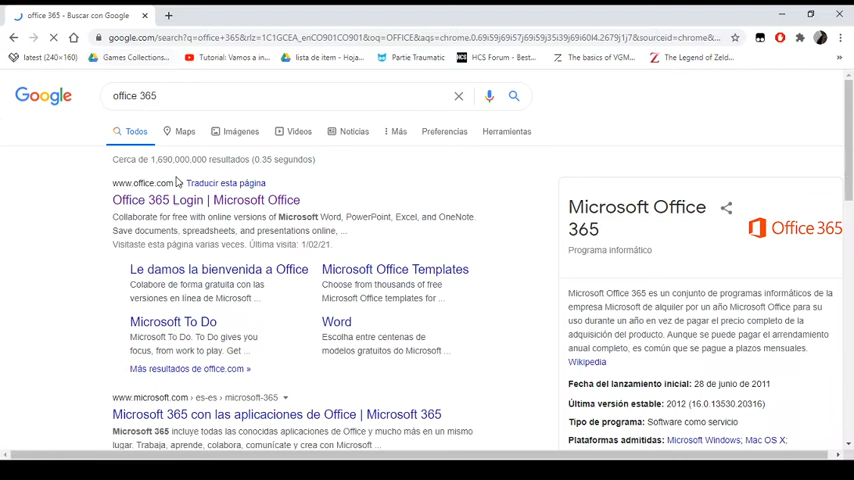 office 365 - Buscar con Google
google.com/search?q=office+365&rlz=1C1GCEA_enCO901CO901&oq=OFFICE&aqs=chrome.0.69i59j69i57j69i59j35i39j69i60l4.2679j1j7&sourceid=chrome&...
latest (240×160) Games Collections... Tutorial: Vamos a i... lista de item - Hoja... Partie Traumatic HCS Forum - Best... The basics of VGM... The Legend of Zeld... »
Google
office 365
Todos Maps Imágenes Videos Noticias Más Preferencias Herramientas
Cerca de 1,690,000,000 resultados (0.35 segundos)
www.office.com Traducir esta página
Office 365 Login | Microsoft Office
Collaborate for free with online versions of Microsoft Word, PowerPoint, Excel, and OneNote.
Save documents, spreadsheets, and presentations online, ...
Visitaste esta página varias veces. Última visita: 1/02/21.
Le damos la bienvenida a Office
Colabore de forma gratuita con las
versiones en línea de Microsoft ...
Microsoft Office Templates
Choose from thousands of free
Microsoft Office templates for ...
Microsoft To Do
Microsoft To Do. To Do gives you
focus, from work to play. Get ...
Word
Escolha entre centenas de
modelos gratuitos do Microsoft ...
Más resultados de office.com »
www.microsoft.com › es-es › microsoft-365
Microsoft 365 con las aplicaciones de Office | Microsoft 365
Microsoft 365 incluye todas las conocidas aplicaciones de Office y mucho más en un mismo
lugar. Trabaja, aprende, colabora, comunícate y crea con Microsoft ...
Microsoft Office
365
Office 365
Programa informático
Microsoft Office 365 es un conjunto de programas informáticos de la
empresa Microsoft de alquiler por un año Microsoft Office para su
uso durante un año en vez de pagar el precio completo de la
adquisición del producto. Aunque se puede pagar el arrendamiento
anual completo, es común que se pague a plazos mensuales.
Wikipedia
Fecha del lanzamiento inicial: 28 de junio de 2011
Última versión estable: 2012 (16.0.13530.20316)
Tipo de programa: Software como servicio
Plataformas admitidas: Microsoft Windows; Mac OS X;